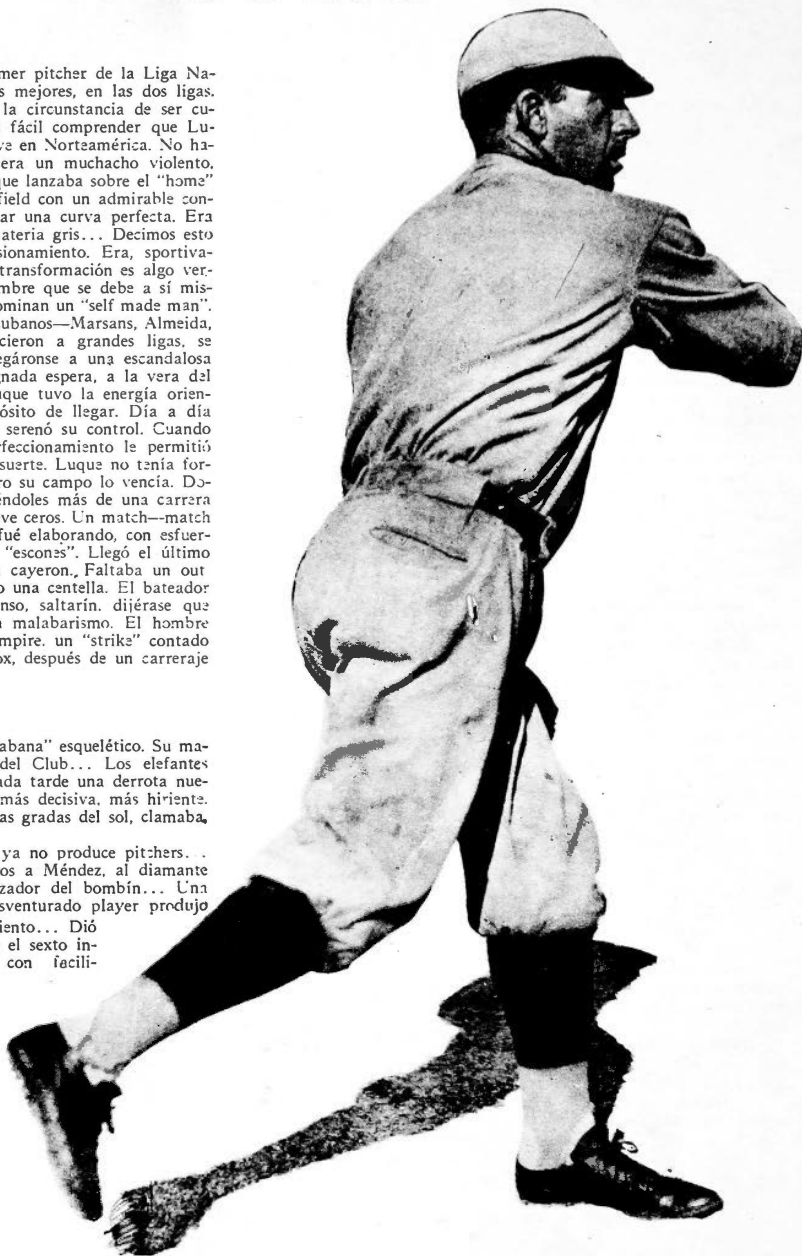 mer pitcher de la Liga Na-
s mejores, en las dos ligas.
la circunstancia de ser cu-
fácil comprender que Lu-
ve en Norteamérica. No ha-
era un muchacho violento,
que lanzaba sobre el "home"
field con un admirable con-
ar una curva perfecta. Era
ateria gris... Decimos esto
sionamiento. Era, sportiva-
transformación es algo ver-
mbre que se debe a sí mis-
ominan un "self made man".
ubanos—Marsans, Almeida,
cieron a grandes ligas, se
egáronse a una escandalosa
gnada espera, a la vera del
uque tuvo la energía orien-
ósito de llegar. Día a día
serenó su control. Cuando
rfeccionamiento le permitió
suerte. Luque no tenía for-
ro su campo lo vencía. Do-
éndoles más de una carrera
ve ceros. Un match—match
fué elaborando, con esfuer-
"escones". Llegó el último
cayeron., Faltaba un out
o una centella. El bateador
nso, saltarín. dijérase que
malabarismo. El hombre
mpire. un "strike" contado
ox, después de un carreraje
abana" esquelético. Su ma-
del Club... Los elefantes
ada tarde una derrota nue-
más decisiva, más hiriente.
as gradas del sol, clamaba,
ya no produce pitchers. .
os a Méndez, al diamante
zador del bombín... Una
sventurado player produjo
iento... Dió
el sexto in-
con facili-